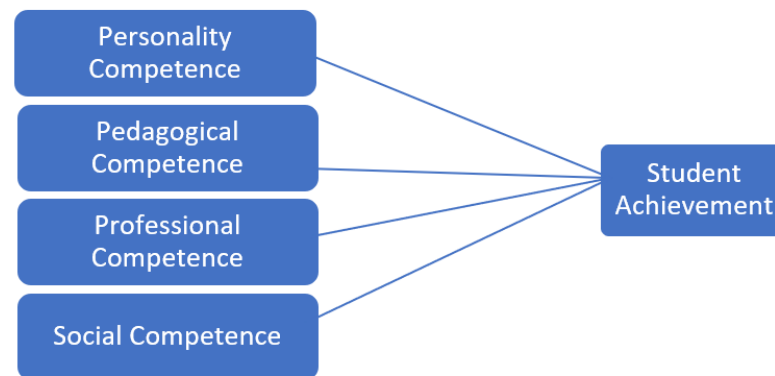 Personality
Competence
Pedagogical
Competence
Professional
Competence
Social Competence
Student
Achievement